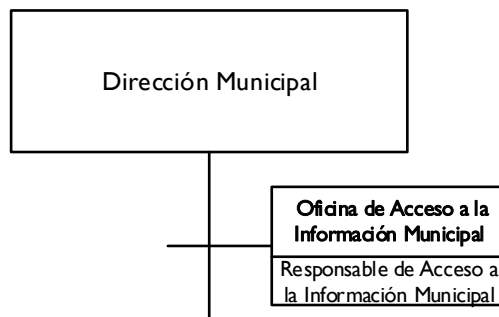 Dirección Municipal
Oficina de Acceso a la
Información Municipal
Responsable de Acceso a
la Información Municipal